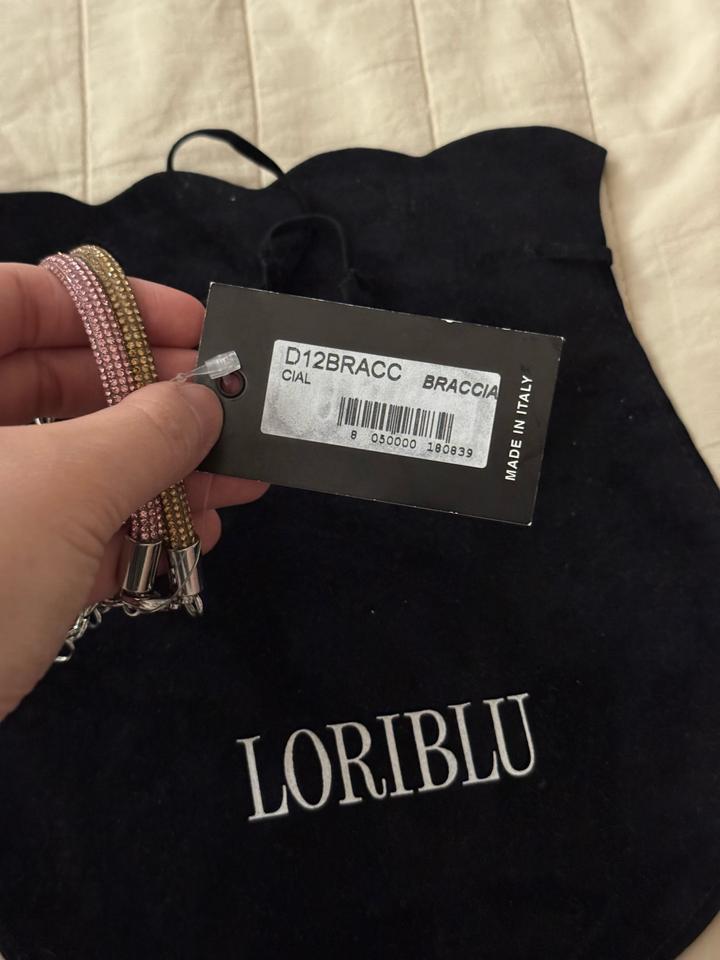 D12BRACC BRACCIA
CIAL
8 050000 180839
MADE IN ITALY
LORIBLU